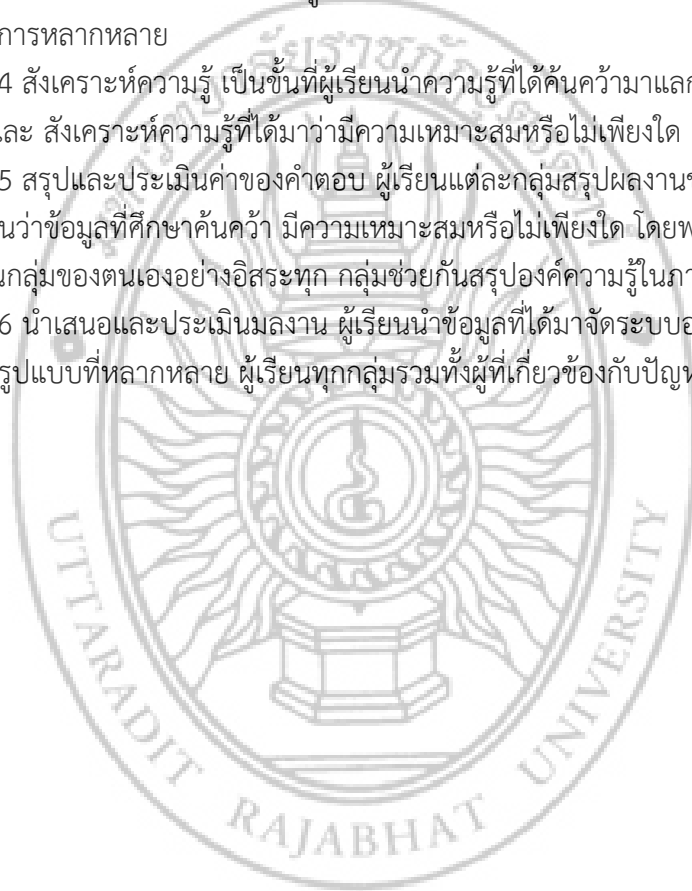 การหลากหลาย
4 สังเคราะห์ความรู้ เป็นขั้นที่ผู้เรียนนำความรู้ที่ได้ค้นคว้ามาแลก
และ สังเคราะห์ความรู้ที่ได้มาว่ามีความเหมาะสมหรือไม่เพียงใด
5 สรุปและประเมินค่าของคำตอบ ผู้เรียนแต่ละกลุ่มสรุปผลงานข
นว่าข้อมูลที่ศึกษาค้นคว้า มีความเหมาะสมหรือไม่เพียงใด โดยพ
นกลุ่มของตนเองอย่างอิสระทุก กลุ่มช่วยกันสรุปองค์ความรู้ในภา
6 นำเสนอและประเมินมลงาน ผู้เรียนนำข้อมูลที่ได้มาจัดระบบอ
รูปแบบที่หลากหลาย ผู้เรียนทุกกลุ่มรวมทั้งผู้ที่เกี่ยวข้องกับปัญห
UTTARADIT RAJABHAT UNIVERSITY